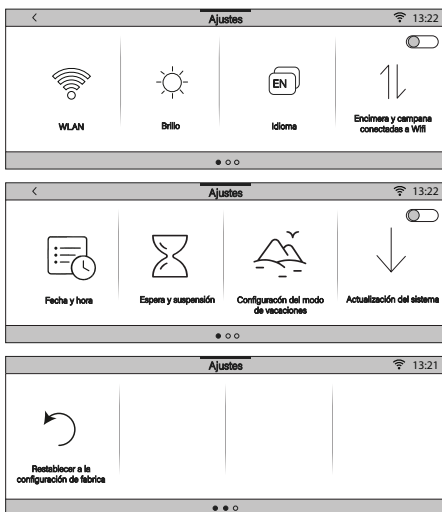 Ajustes 13:22
WLAN
Brillo
EN
Idioma
Encimera y campana
conectadas a Wifi
Ajustes 13:22
Fecha y hora
Espera y suspensión
Configuracón del modo
de vacaciones
Actualización del sistema
Ajustes 13:21
Restablecer a la
configuración de fabrica